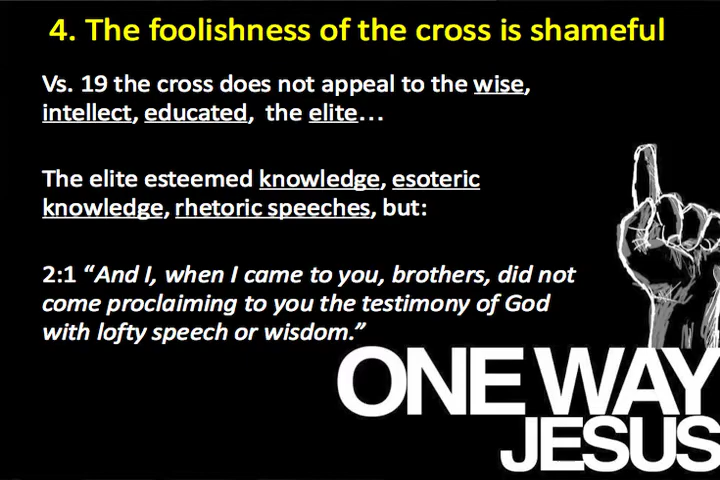 4. The foolishness of the cross is shameful
Vs. 19 the cross does not appeal to the wise,
intellect, educated,  the elite…
The elite esteemed knowledge, esoteric
knowledge, rhetoric speeches, but:
2:1 “And I, when I came to you, brothers, did not
come proclaiming to you the testimony of God
with lofty speech or wisdom.”
ONE WAY
JESUS